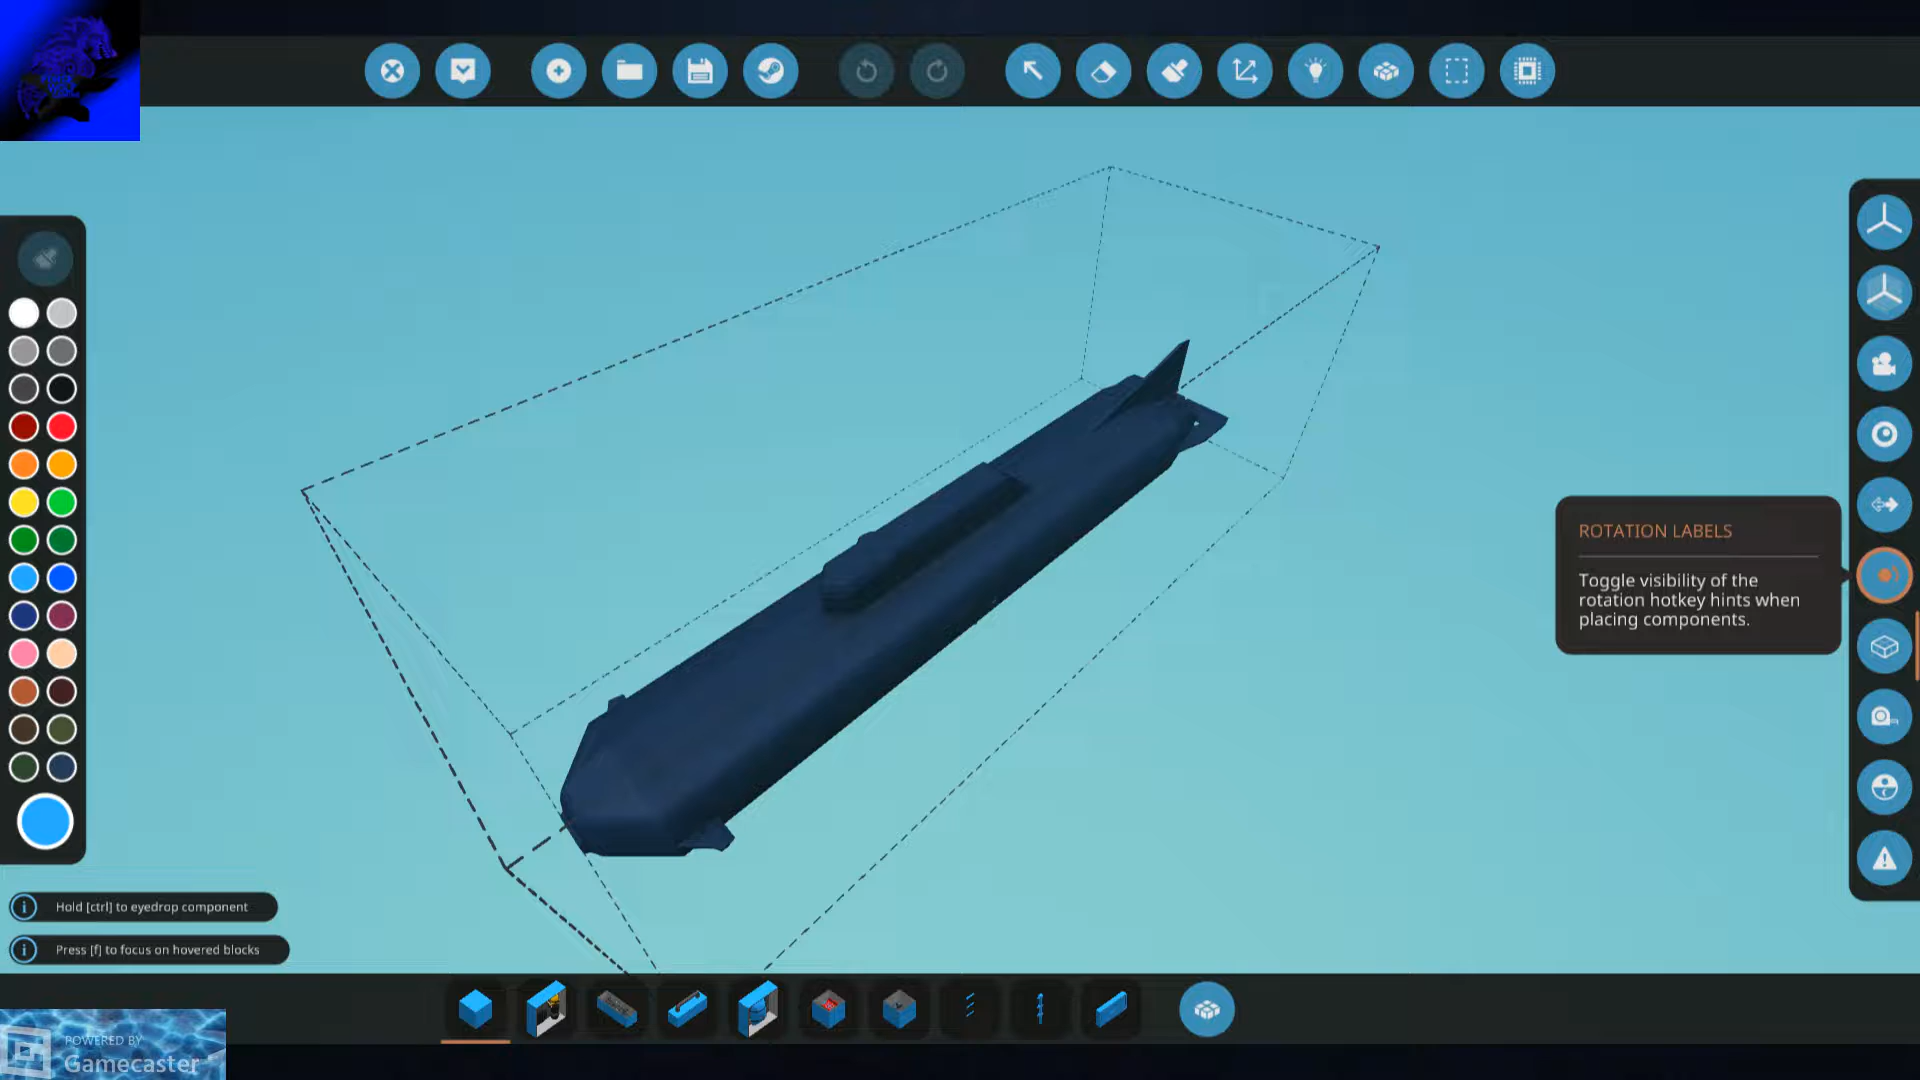 ROTATION LABELS
Toggle visibility of the
rotation hotkey hints when
placing components.
Hold [ctrl] to eyedrop component
Press [f] to focus on hovered blocks
POWERED BY
Gamecaster